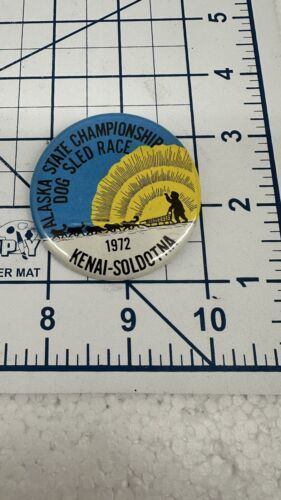 ALASKA STATE CHAMPIONSHIP
DOG SLED RACE
1972
KENAI-SOLDOTNA
5
4
3
2
1
8
9
10
ER MAT